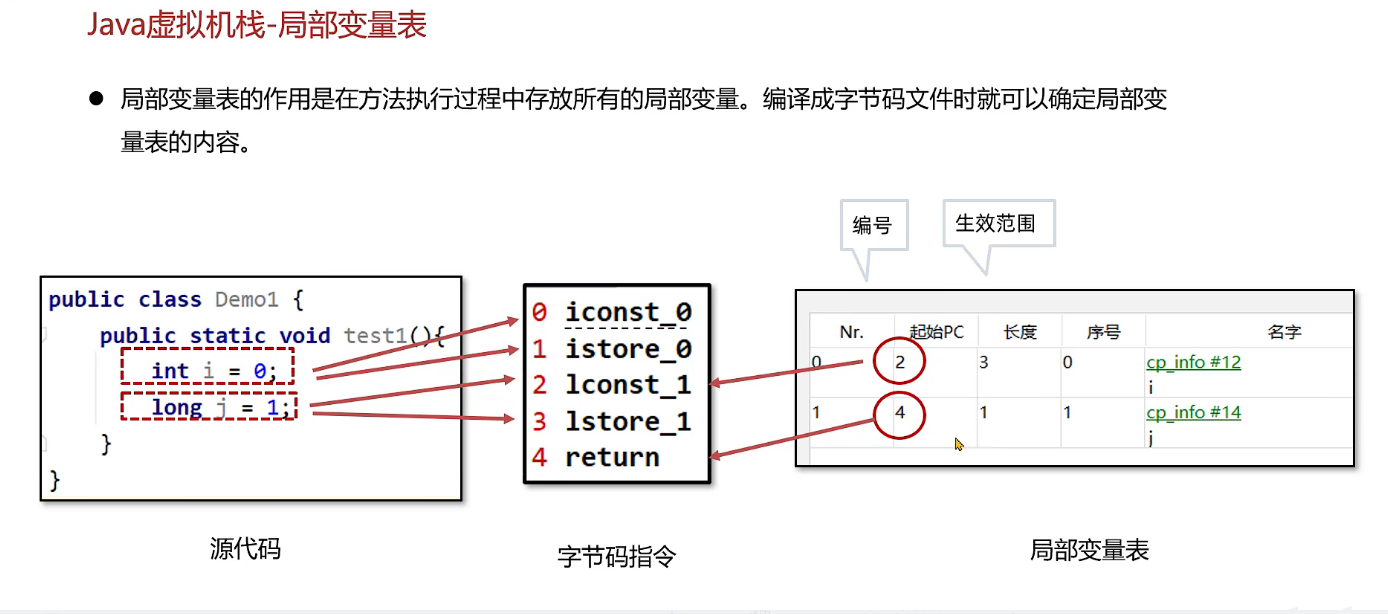 Java虚拟机栈-局部变量表
● 局部变量表的作用是在方法执行过程中存放所有的局部变量。编译成字节码文件时就可以确定局部变
量表的内容。
编号
生效范围
public class Demo1 {
public static void test1(){
int i = 0;
long j = 1;
}
}
0 iconst_0
1 istore_0
2 lconst_1
3 lstore_1
4 return
Nr. 起始PC 长度 序号 名字
0 2 3 0 cp_info #12
i
1 4 1 1 cp_info #14
j
源代码
字节码指令
局部变量表